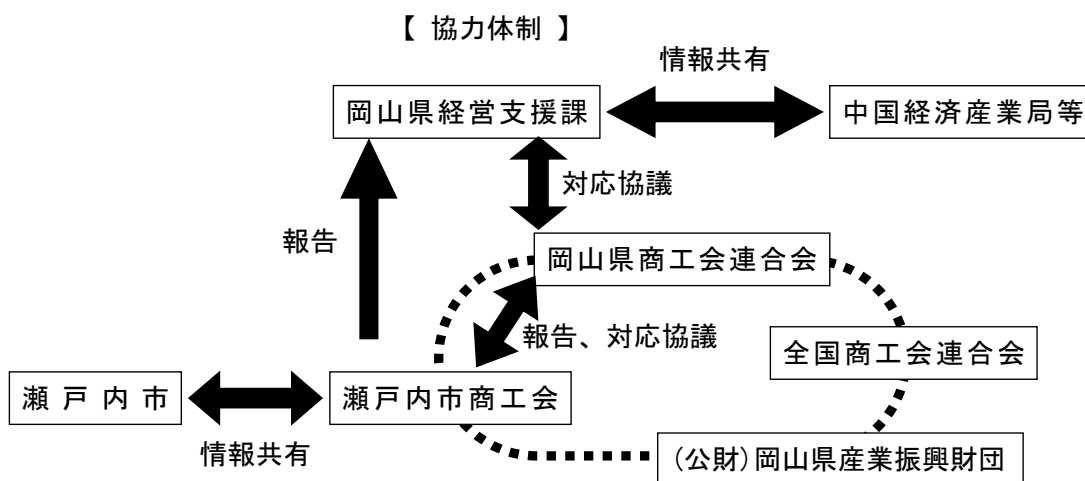 【 協力体制 】
情報共有
岡山県経営支援課
中国経済産業局等
対応協議
報告
岡山県商工会連合会
報告、対応協議
全国商工会連合会
瀬戸内市
瀬戸内市商工会
情報共有
(公財)岡山県産業振興財団